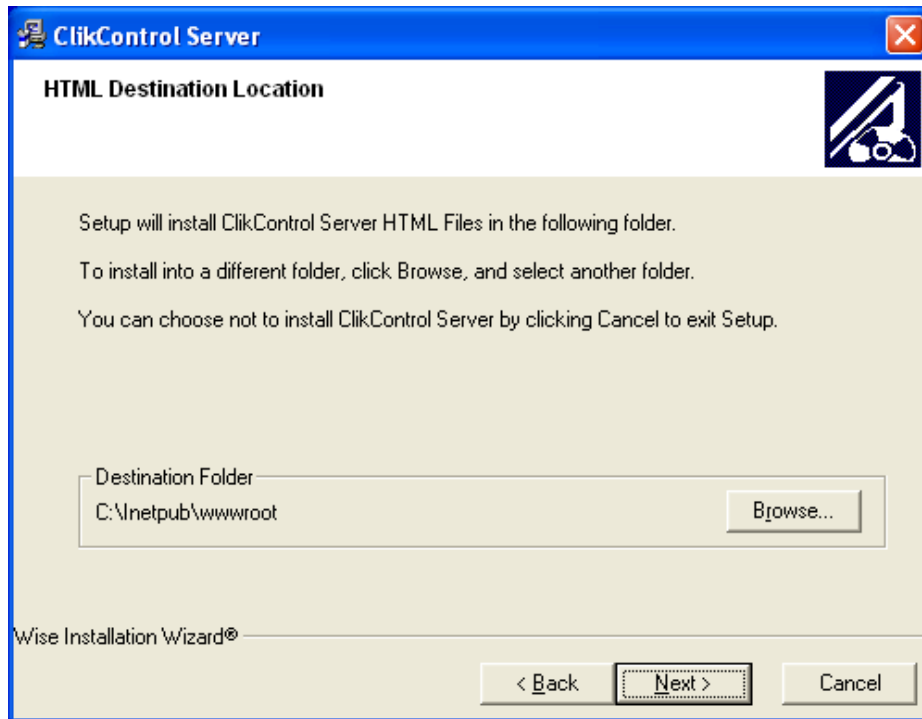 ClikControl Server
HTML Destination Location
Setup will install ClikControl Server HTML Files in the following folder.
To install into a different folder, click Browse, and select another folder.
You can choose not to install ClikControl Server by clicking Cancel to exit Setup.
Destination Folder
C:\Inetpub\wwwroot
Browse...
Wise Installation Wizard®
< Back
Next >
Cancel